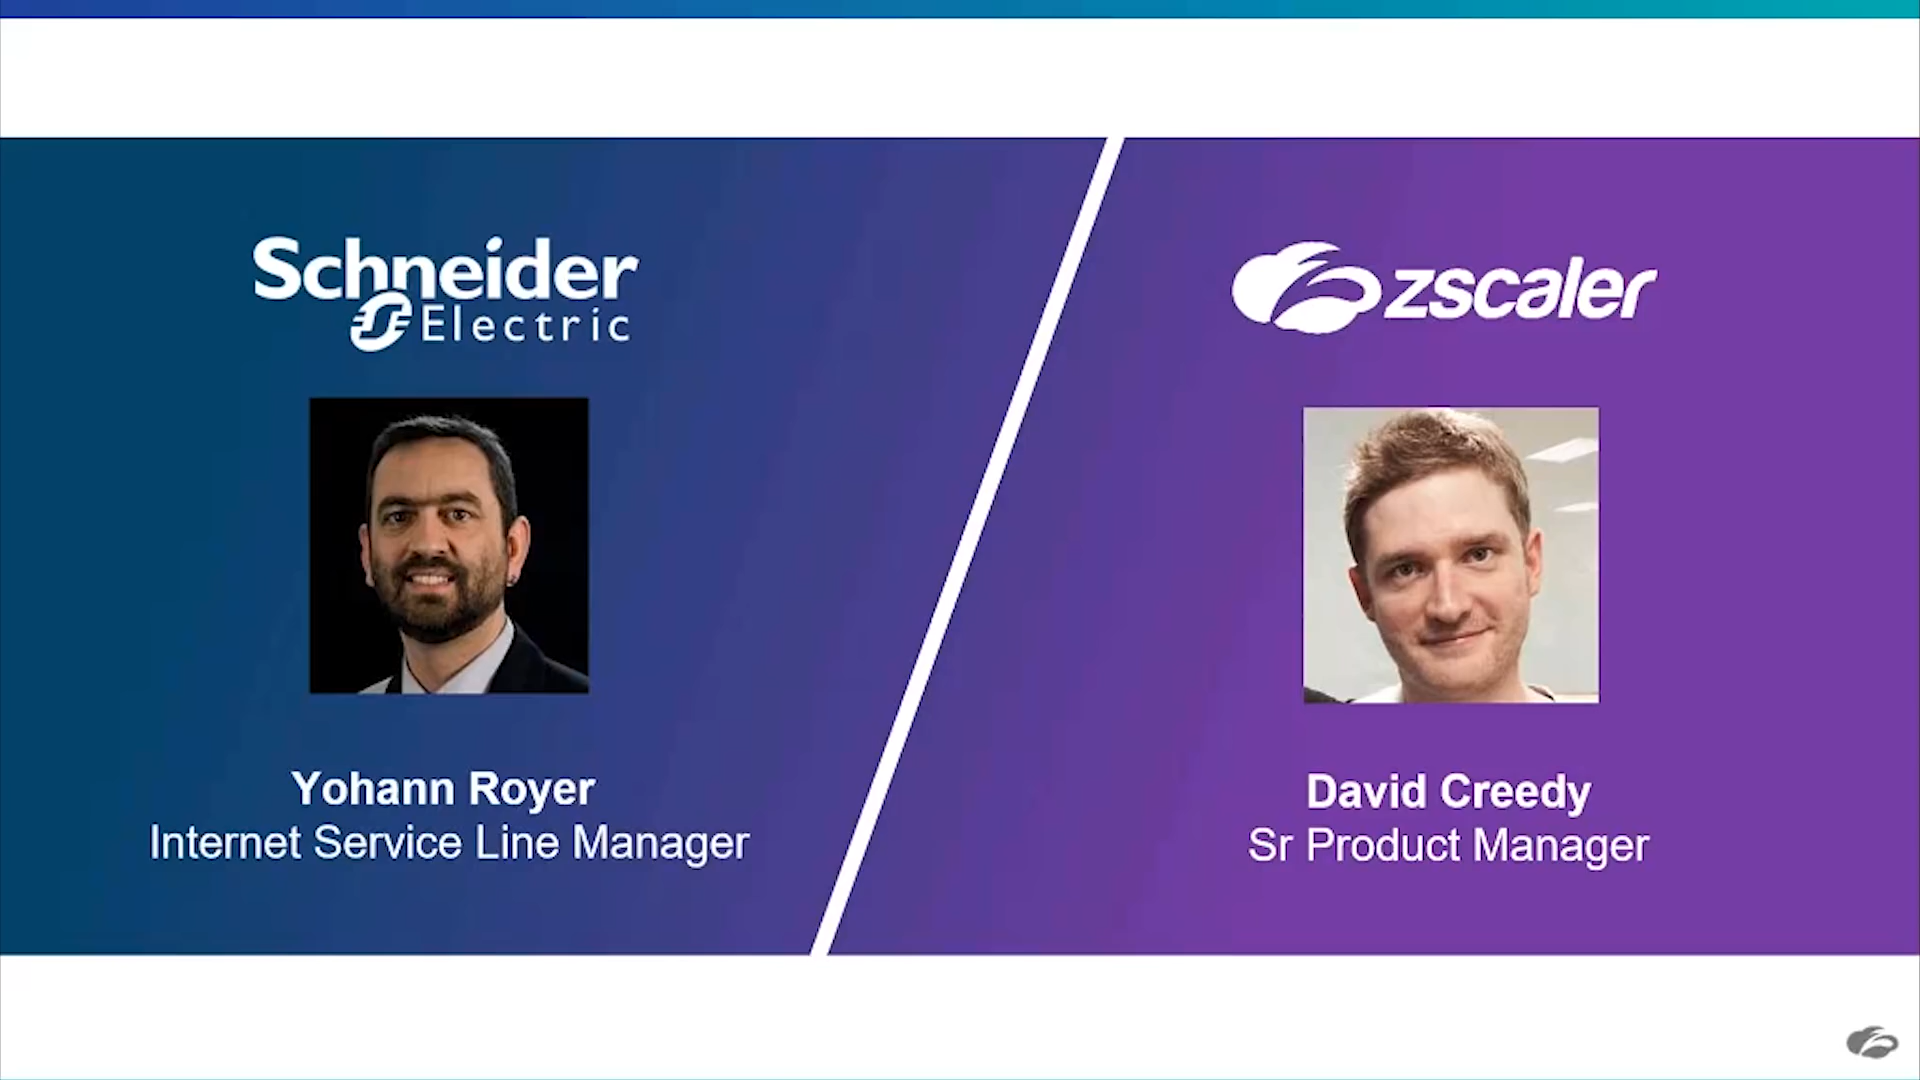 Schneider
Electric
Yohann Royer
Internet Service Line Manager
zscaler
David Creedy
Sr Product Manager